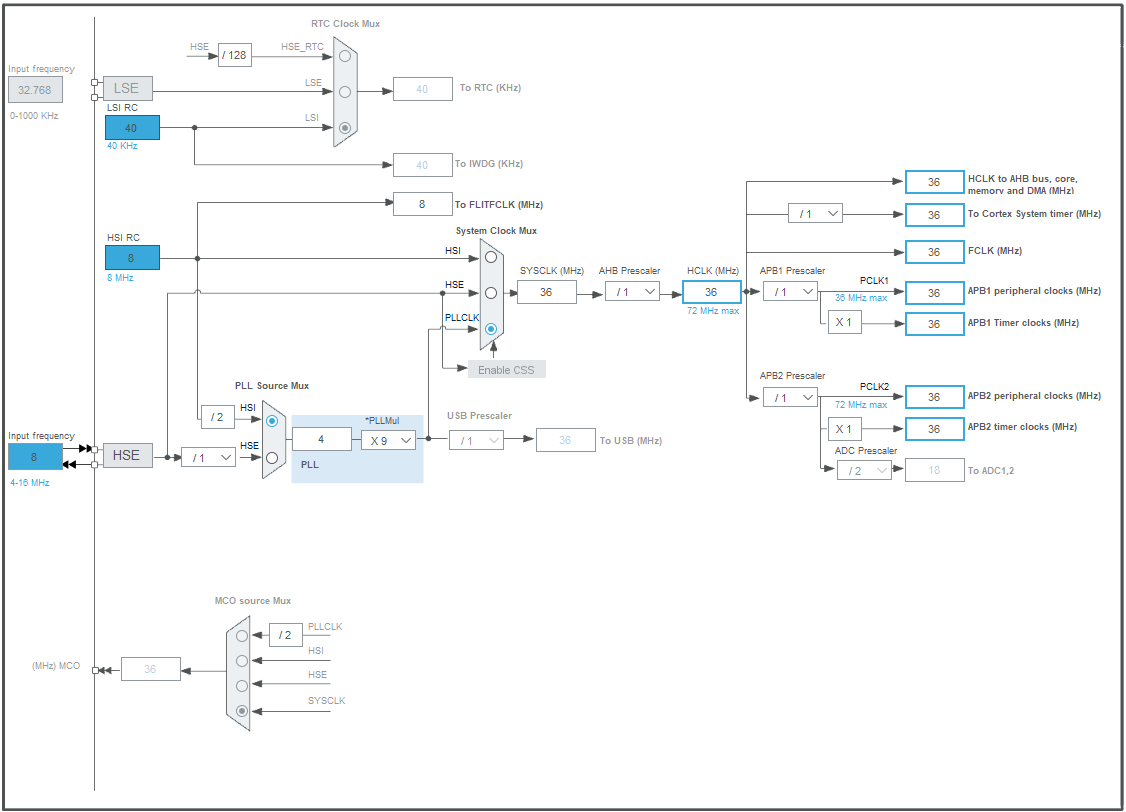 RTC Clock Mux
HSE
/ 128
HSE_RTC
Input frequency
32.768
0-1000 KHz
LSE
LSE
40
To RTC (KHz)
LSI RC
40
40 KHz
LSI
40
To IWDG (KHz)
8
To FLITFCLK (MHz)
HSI RC
8
8 MHz
System Clock Mux
HSI
HSE
PLLCLK
Enable CSS
SYSCLK (MHz)
36
AHB Prescaler
/ 1
HCLK (MHz)
36
72 MHz max
36
HCLK to AHB bus, core,
memory and DMA (MHz)
/ 1
36
To Cortex System timer (MHz)
36
FCLK (MHz)
APB1 Prescaler
/ 1
PCLK1
36 MHz max
36
APB1 peripheral clocks (MHz)
X 1
36
APB1 Timer clocks (MHz)
APB2 Prescaler
/ 1
PCLK2
72 MHz max
36
APB2 peripheral clocks (MHz)
X 1
36
APB2 timer clocks (MHz)
ADC Prescaler
/ 2
18
To ADC1,2
PLL Source Mux
/ 2
HSI
Input frequency
8
4-16 MHz
HSE
/ 1
HSE
4
*PLLMul
X 9
PLL
USB Prescaler
/ 1
36
To USB (MHz)
MCO source Mux
/ 2
PLLCLK
HSI
HSE
SYSCLK
(MHz) MCO
36